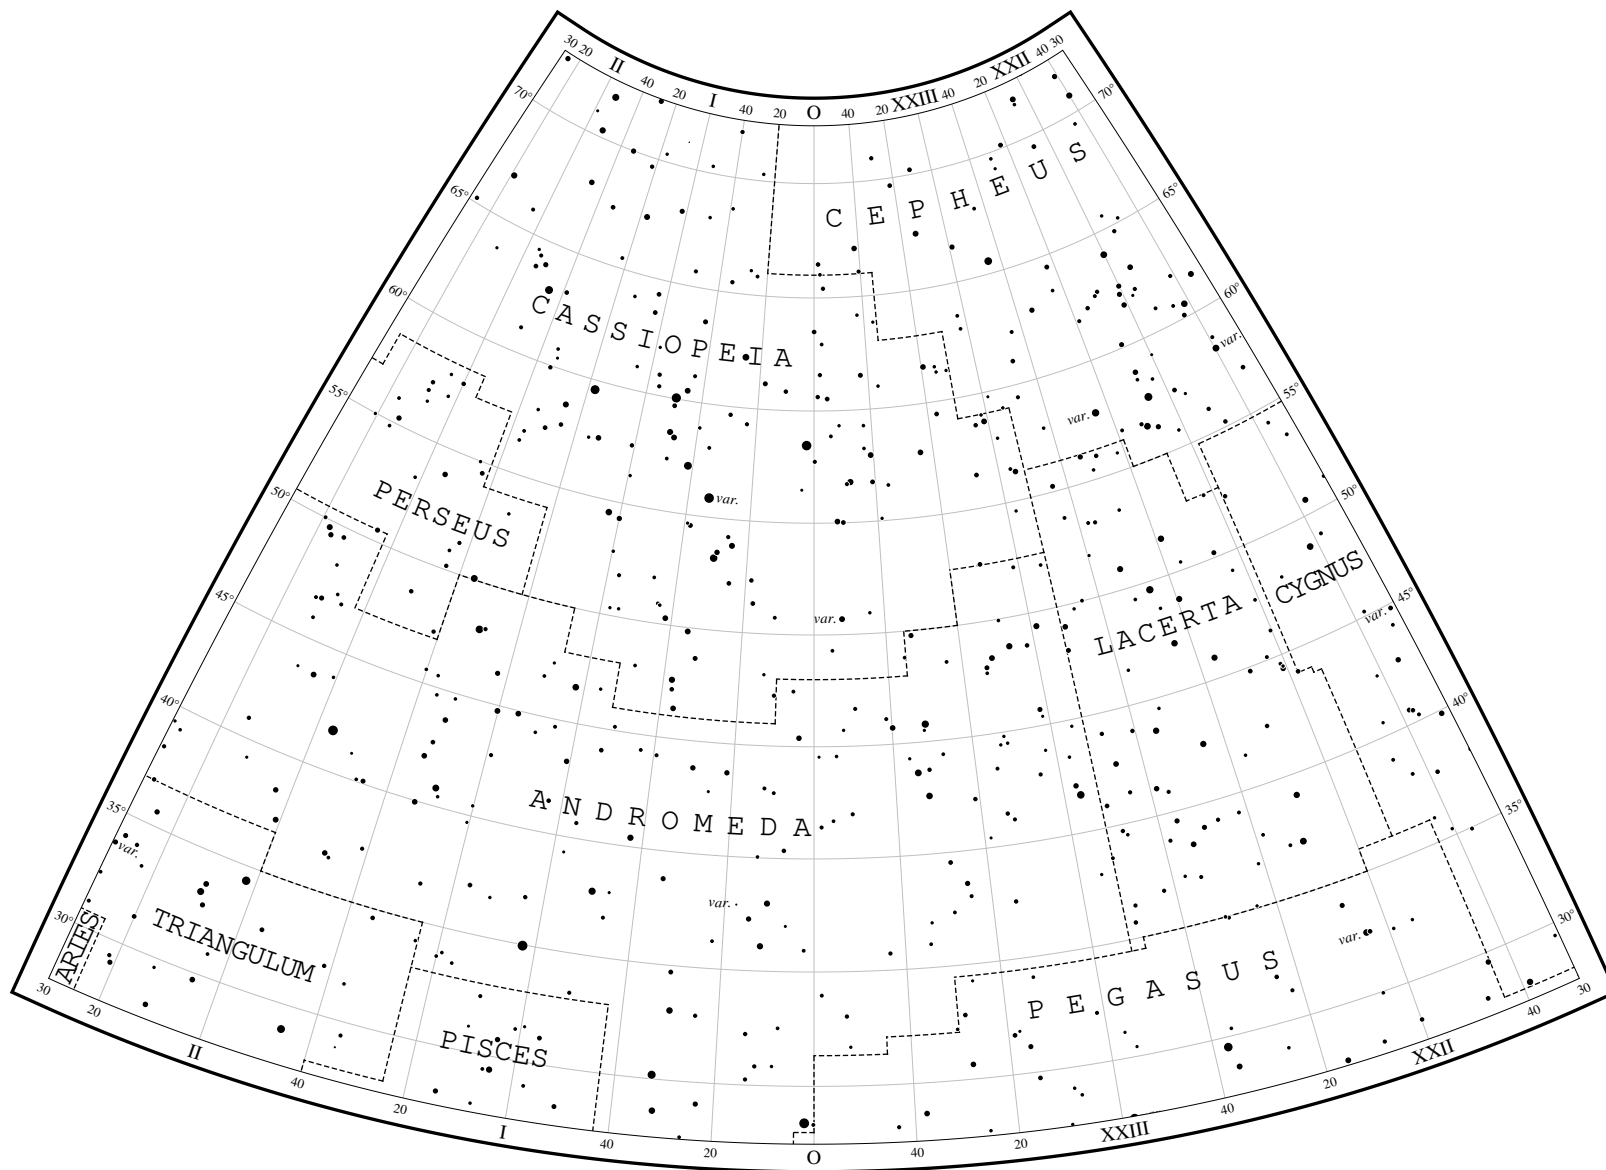 30 20 II 40 20 I 40 20 O 40 20 XXIII 40 20 XXII 40 30
70° 70°
CEPHEUS
65° 65°
60° 60°
CASSIOPEIA
var.
55° 55°
var.
50° 50°
PERSEUS
var.
CYGNUS
45° 45°
var.
var.
LACERTA
40° 40°
35° 35°
ANDROMEDA
var.
var.
30° 30°
ARIES
TRIANGULUM
var.
PEGASUS
PISCES
30 20 II 40 20 I 40 20 O 40 20 XXIII 40 20 XXII 40 30